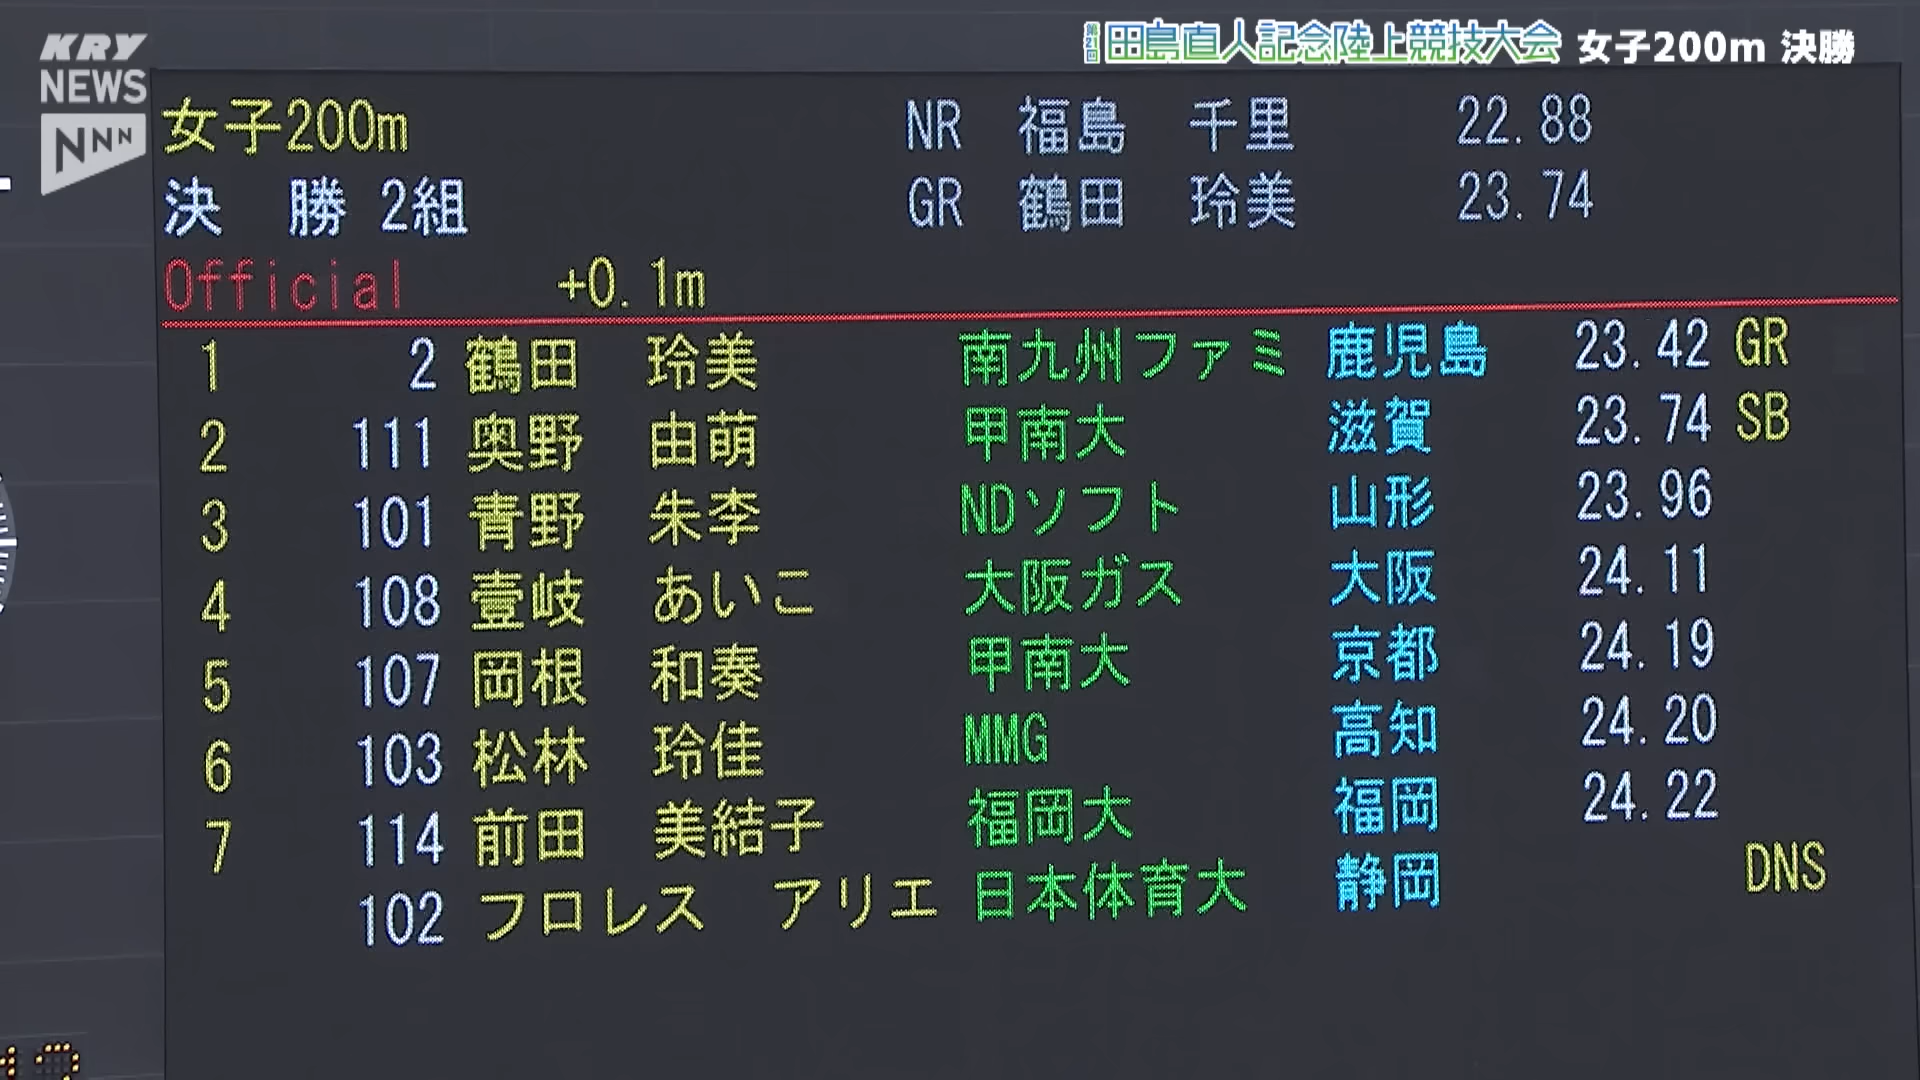 KRY
NEWS
NNN
第21回 田島直人記念陸上競技大会 女子200m 決勝
女子200m NR 福島 千里 22.88
決 勝 2組 GR 鶴田 玲美 23.74
Official +0.1m
1 2 鶴田 玲美 南九州ファミ 鹿児島 23.42 GR
2 111 奥野 由萌 甲南大 滋賀 23.74 SB
3 101 青野 朱李 NDソフト 山形 23.96
4 108 壹岐 あいこ 大阪ガス 大阪 24.11
5 107 岡根 和奏 甲南大 京都 24.19
6 103 松林 玲佳 MMG 高知 24.20
7 114 前田 美結子 福岡大 福岡 24.22
102 フロレス アリエ 日本体育大 静岡 DNS